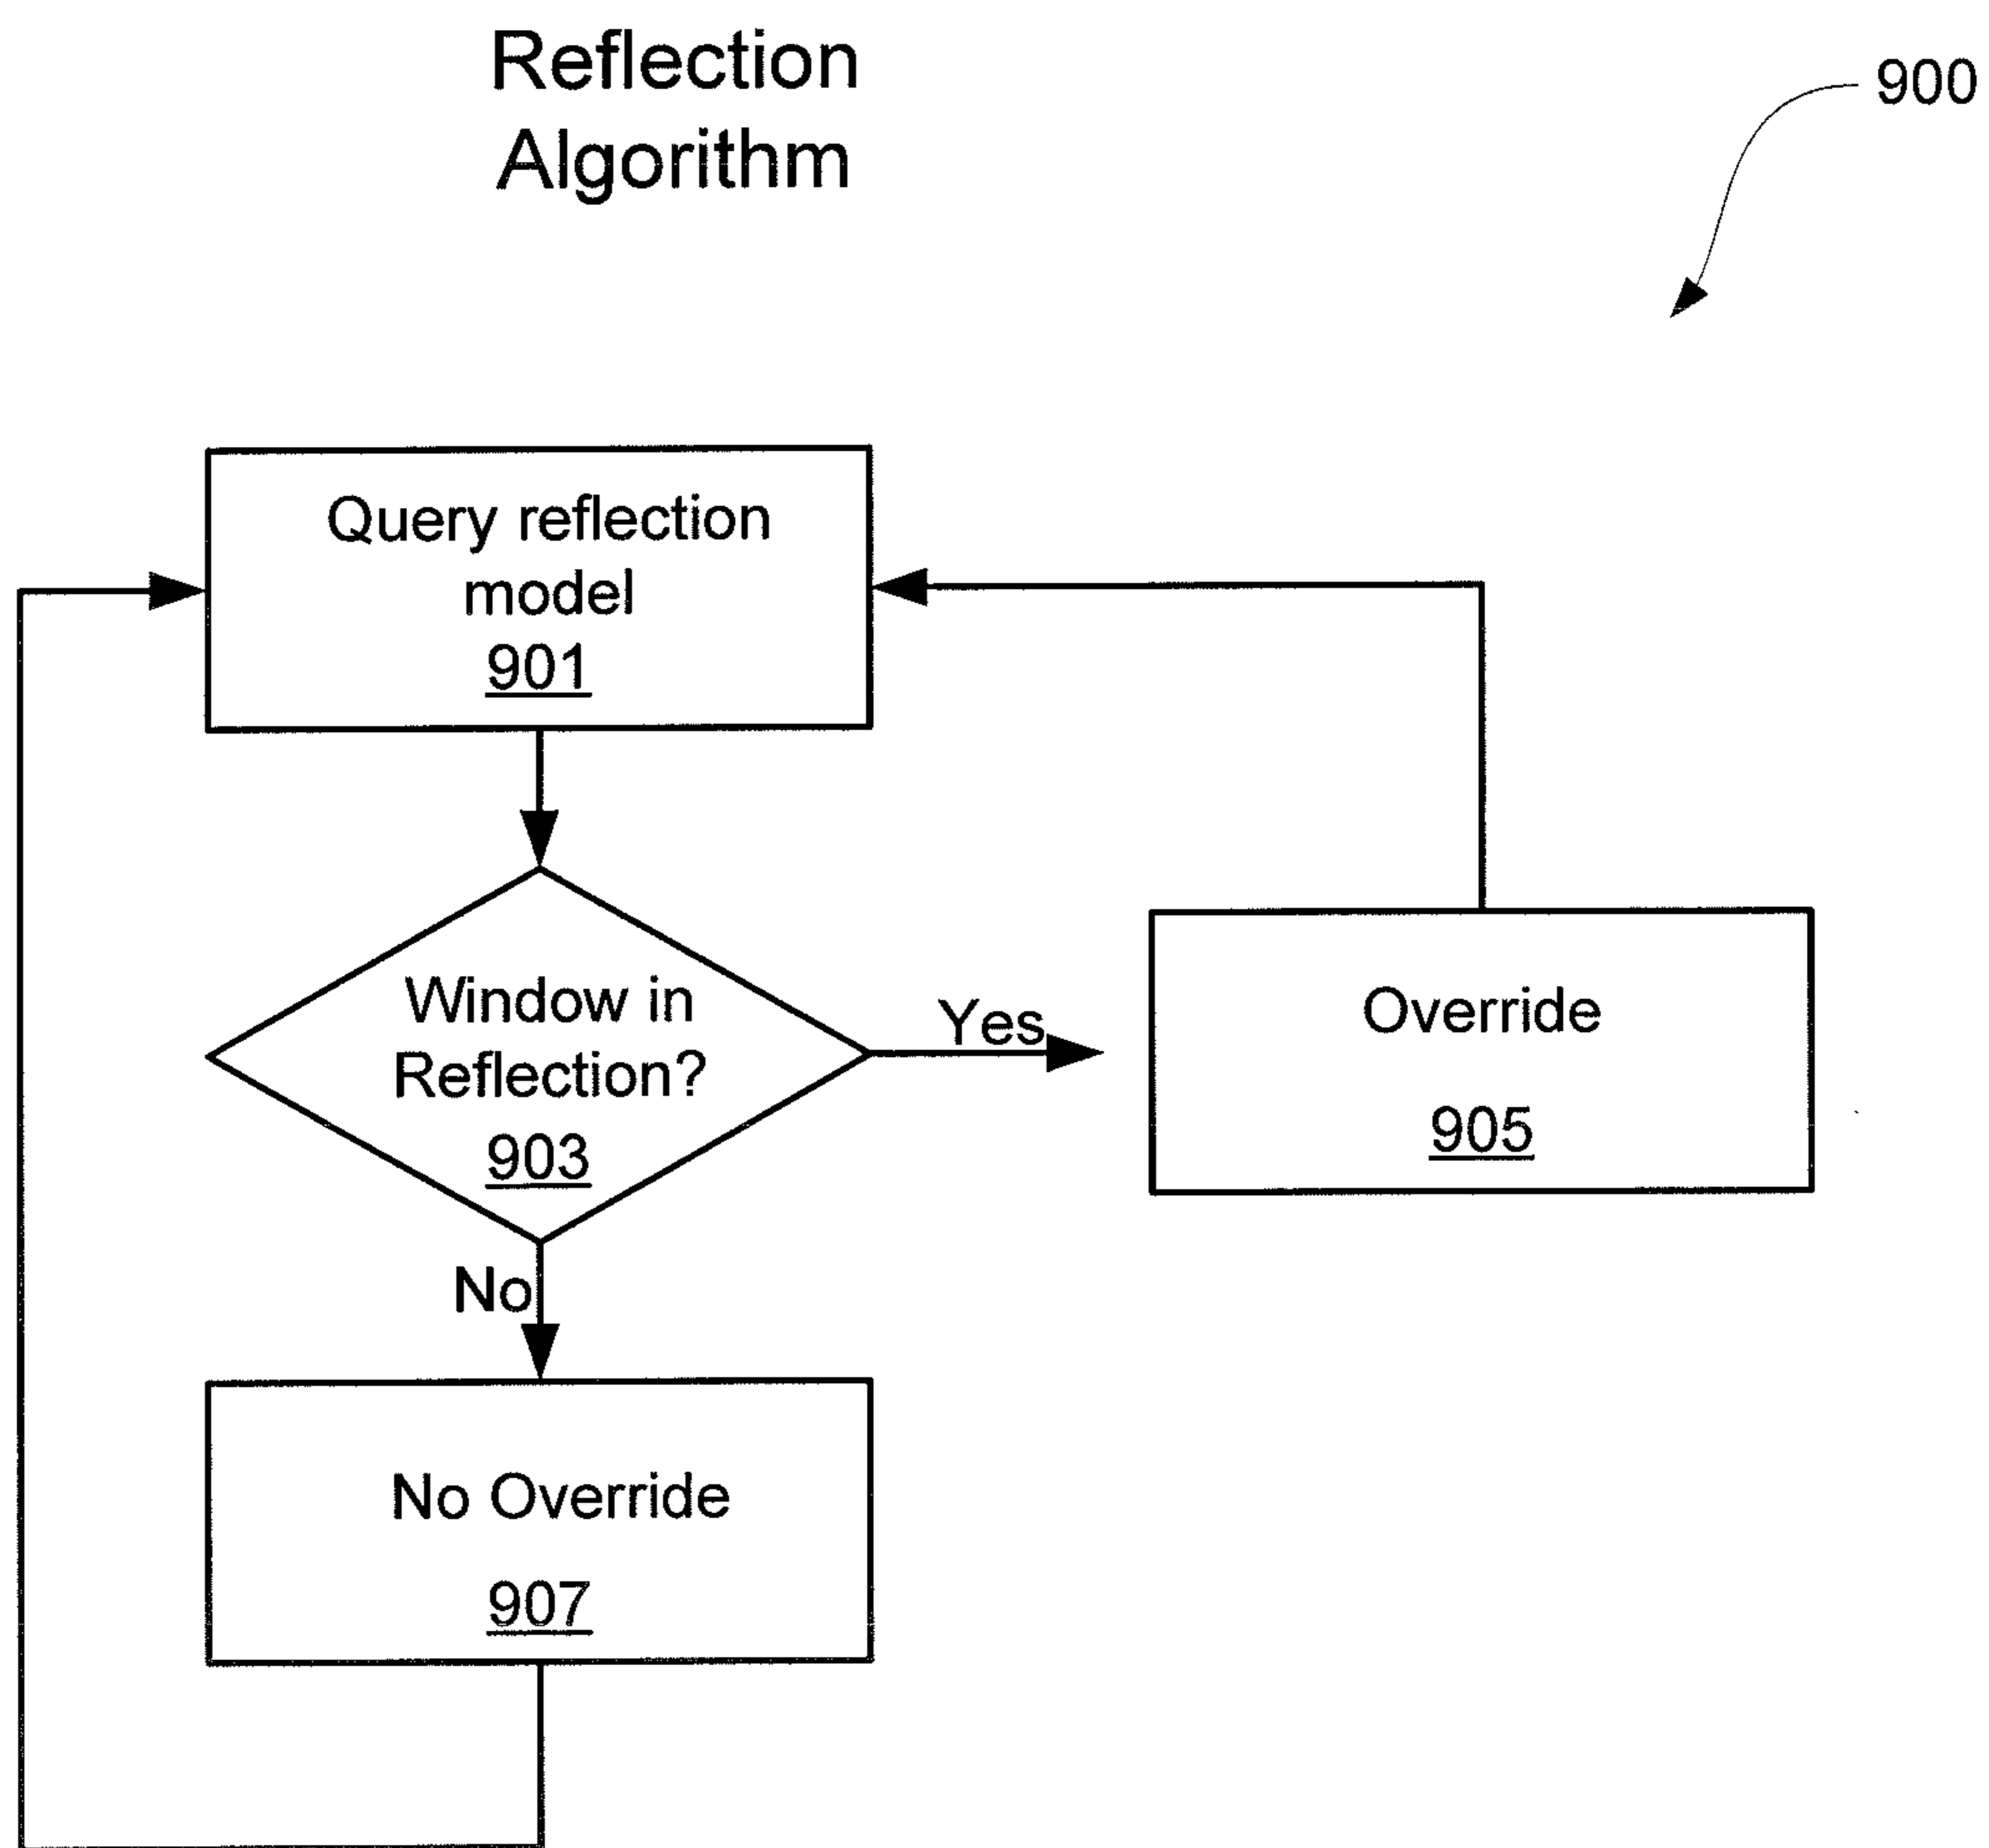 Reflection
Algorithm
900
Query reflection
model
901
Window in
Reflection?
903
Yes
Override
905
No
No Override
907